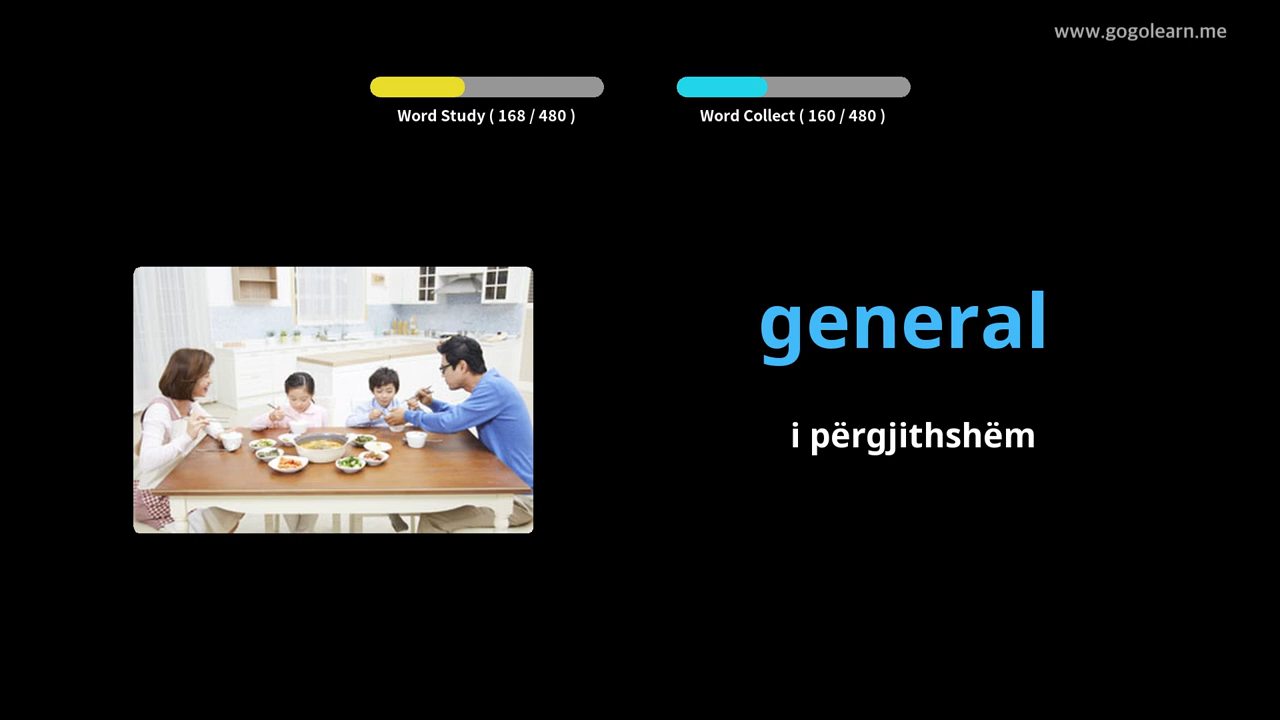 www.gogolearn.me
Word Study ( 168 / 480 )
Word Collect ( 160 / 480 )
general
i përgjithshëm